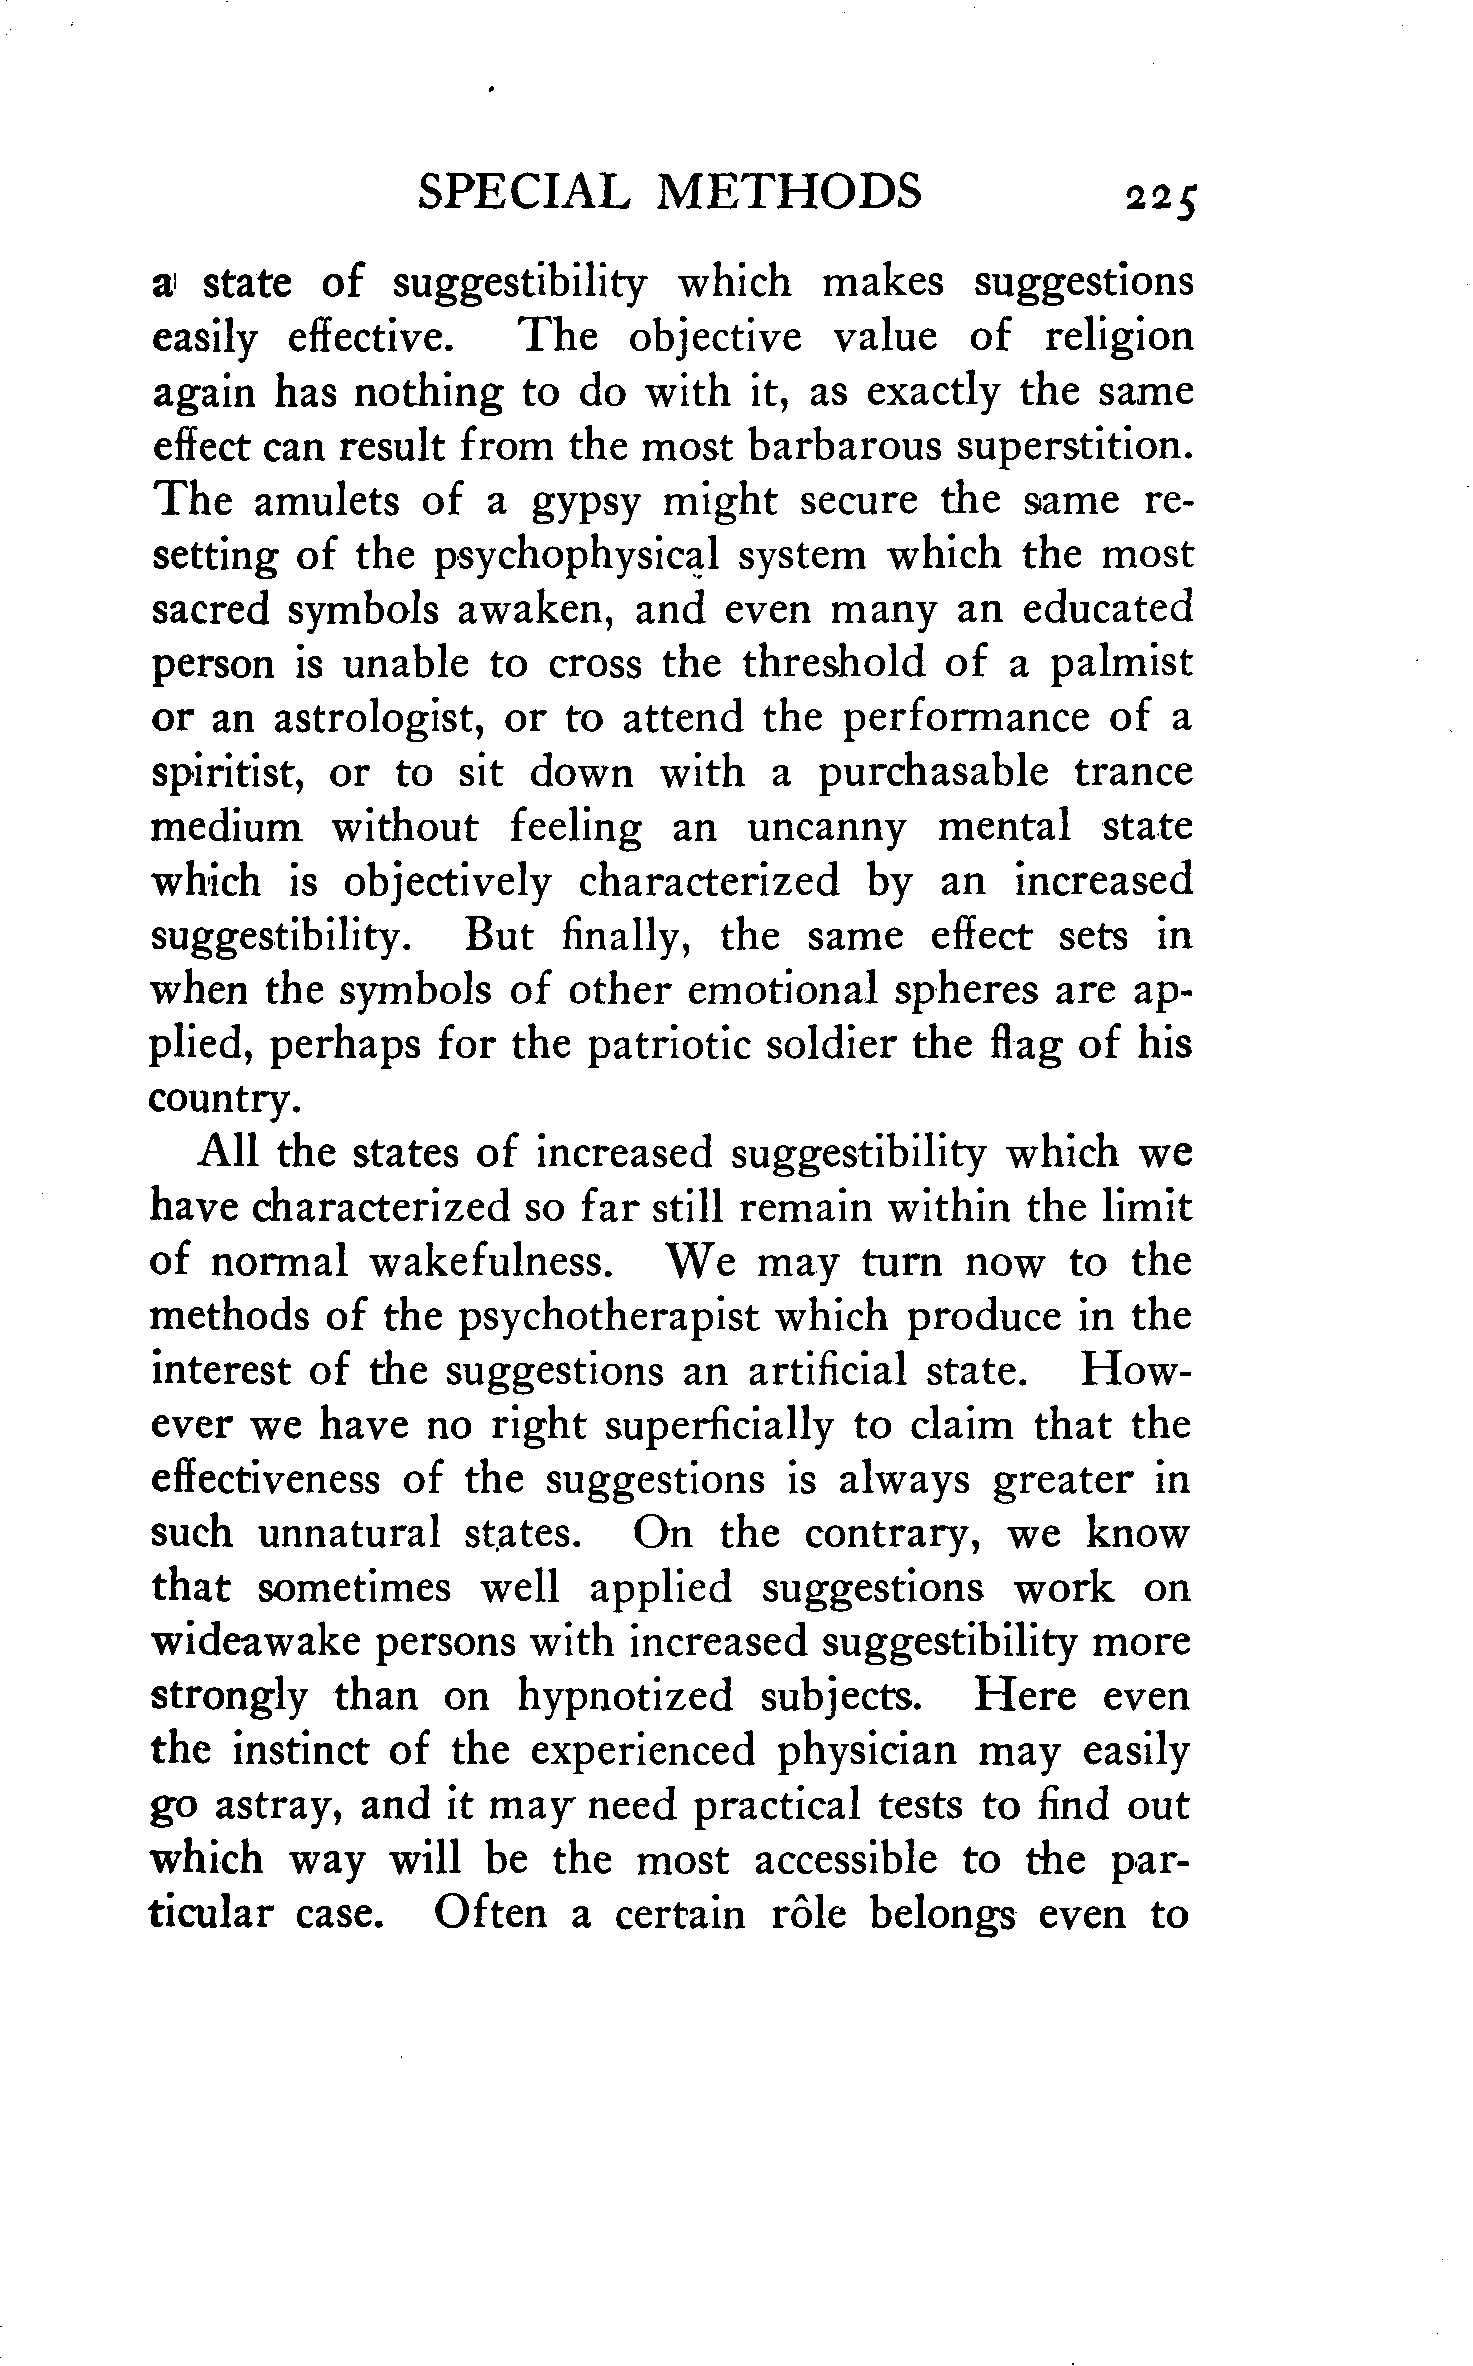 SPECIAL METHODS 225
a state of suggestibility which makes suggestions
easily effective. The objective value of religion
again has nothing to do with it, as exactly the same
effect can result from the most barbarous superstition.
The amulets of a gypsy might secure the same re-
setting of the psychophysical system which the most
sacred symbols awaken, and even many an educated
person is unable to cross the threshold of a palmist
or an astrologist, or to attend the performance of a
spiritist, or to sit down with a purchasable trance
medium without feeling an uncanny mental state
which is objectively characterized by an increased
suggestibility. But finally, the same effect sets in
when the symbols of other emotional spheres are ap-
plied, perhaps for the patriotic soldier the flag of his
country.
All the states of increased suggestibility which we
have characterized so far still remain within the limit
of normal wakefulness. We may turn now to the
methods of the psychotherapist which produce in the
interest of the suggestions an artificial state. How-
ever we have no right superficially to claim that the
effectiveness of the suggestions is always greater in
such unnatural states. On the contrary, we know
that sometimes well applied suggestions work on
wideawake persons with increased suggestibility more
strongly than on hypnotized subjects. Here even
the instinct of the experienced physician may easily
go astray, and it may need practical tests to find out
which way will be the most accessible to the par-
ticular case. Often a certain rôle belongs even to